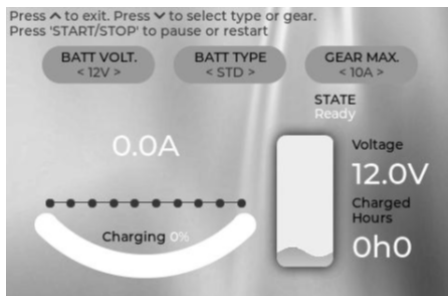 Press ^ to exit. Press ⌄ to select type or gear.
Press 'START/STOP' to pause or restart
BATT VOLT.
< 12V >
BATT TYPE
< STD >
GEAR MAX.
< 10A >
STATE
Ready
0.0A
Voltage
12.0V
Charged
Hours
0h0
Charging 0%